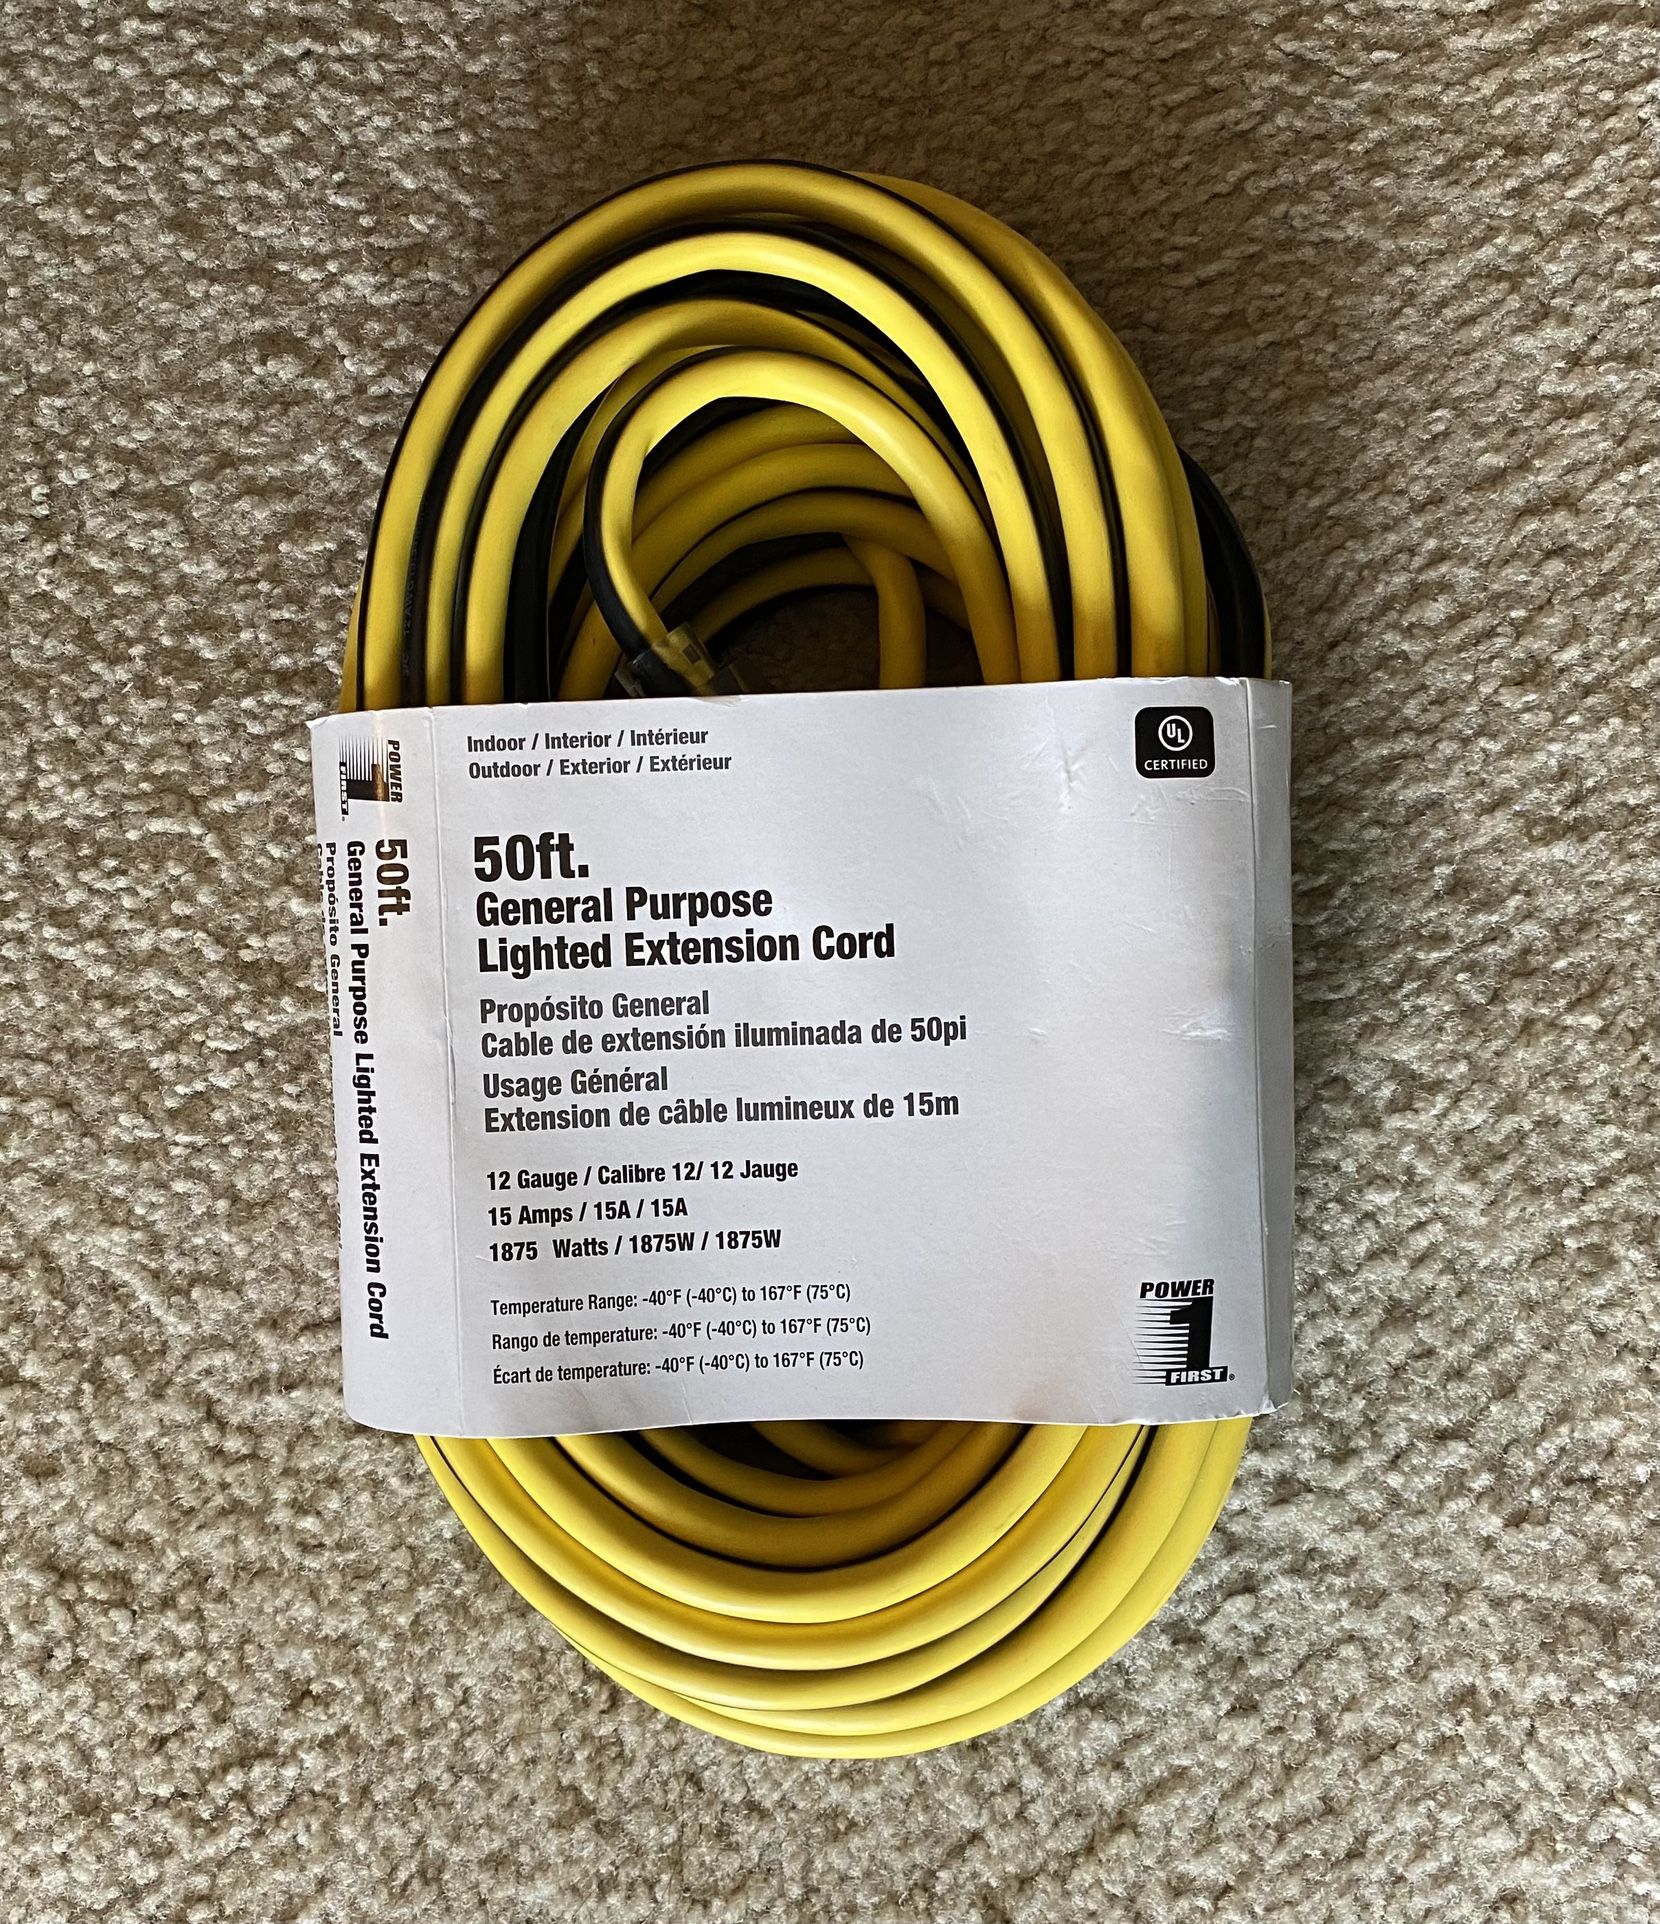 Indoor / Interior / Intérieur
Outdoor / Exterior / Extérieur
UL
CERTIFIED
50ft.
General Purpose
Lighted Extension Cord
Propósito General
Cable de extensión iluminada de 50pi
Usage Général
Extension de câble lumineux de 15m
12 Gauge / Calibre 12/ 12 Jauge
15 Amps / 15A / 15A
1875 Watts / 1875W / 1875W
Temperature Range: -40°F (-40°C) to 167°F (75°C)
Rango de temperature: -40°F (-40°C) to 167°F (75°C)
Écart de temperature: -40°F (-40°C) to 167°F (75°C)
POWER
1
FIRST®
POWER
1
FIRST®
50ft.
General Purpose Lighted Extension Cord
Propósito General
12 AWG